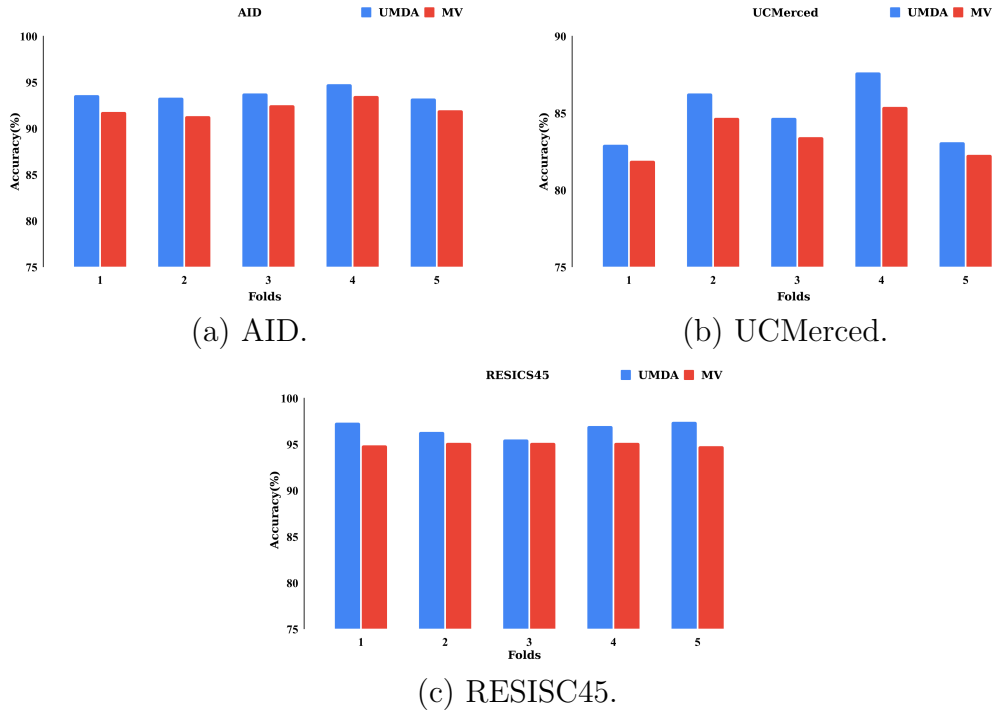 AID
UMDA MV
100
95
90
85
80
75
Accuracy(%)
1 2 3 4 5
Folds
(a) AID.
UCMerced
UMDA MV
90
85
80
75
Accuracy(%)
1 2 3 4 5
Folds
(b) UCMerced.
RESICS45
UMDA MV
100
95
90
85
80
75
Accuracy(%)
1 2 3 4 5
Folds
(c) RESISC45.